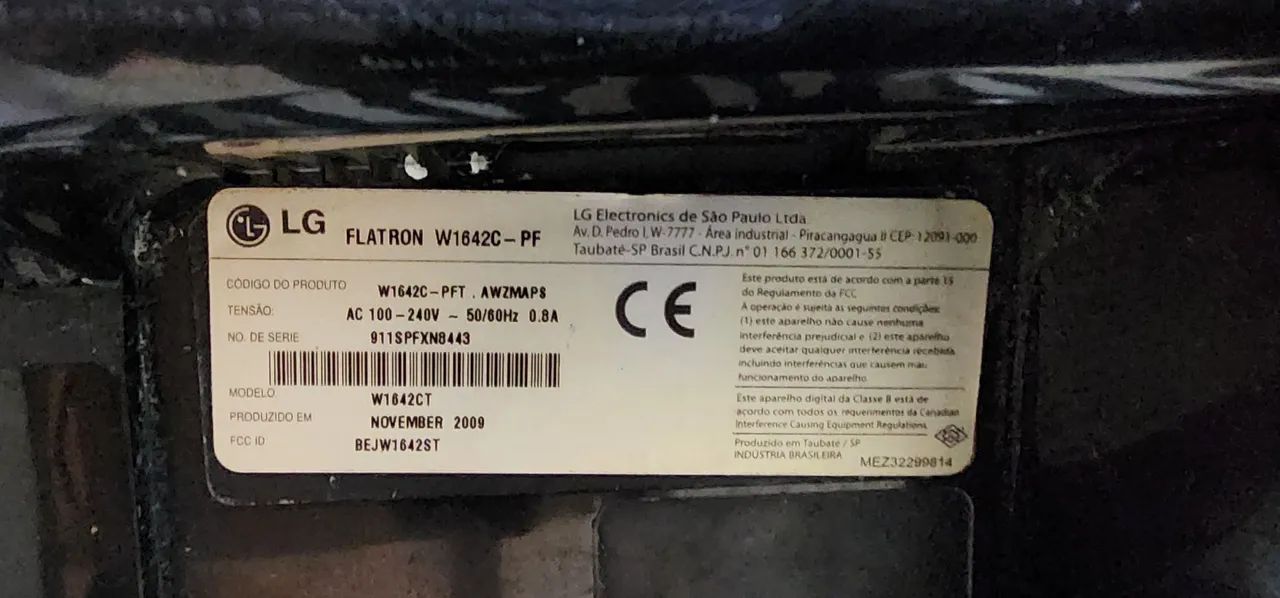 LG
FLATRON W1642C-PF
LG Electronics de São Paulo Ltda
Av. D. Pedro I, W-7777 - Área industrial - Piracangagua II CEP: 12091-000
Taubaté-SP Brasil C.N.P.J. n° 01 166 372/0001-55
CÓDIGO DO PRODUTO W1642C-PFT . AWZMAPS
TENSÃO: AC 100-240V ~ 50/60Hz 0.8A
NO. DE SERIE 911SPFXN8443
MODELO W1642CT
PRODUZIDO EM NOVEMBER 2009
FCC ID BEJW1642ST
CE
Este produto está de acordo com a parte 15
do Regulamento da FCC
A operação é sujeita às seguintes condições:
(1) este aparelho não cause nenhuma
interferência prejudicial e (2) este aparelho
deve aceitar qualquer interferência recebida
incluindo interferências que causem mau
funcionamento do aparelho.
Este aparelho digital da Classe B está de
acordo com todos os requerimentos da Canadian
Interference Causing Equipment Regulations.
Produzido em Taubate / SP
INDÚSTRIA BRASILEIRA
MEZ32299814